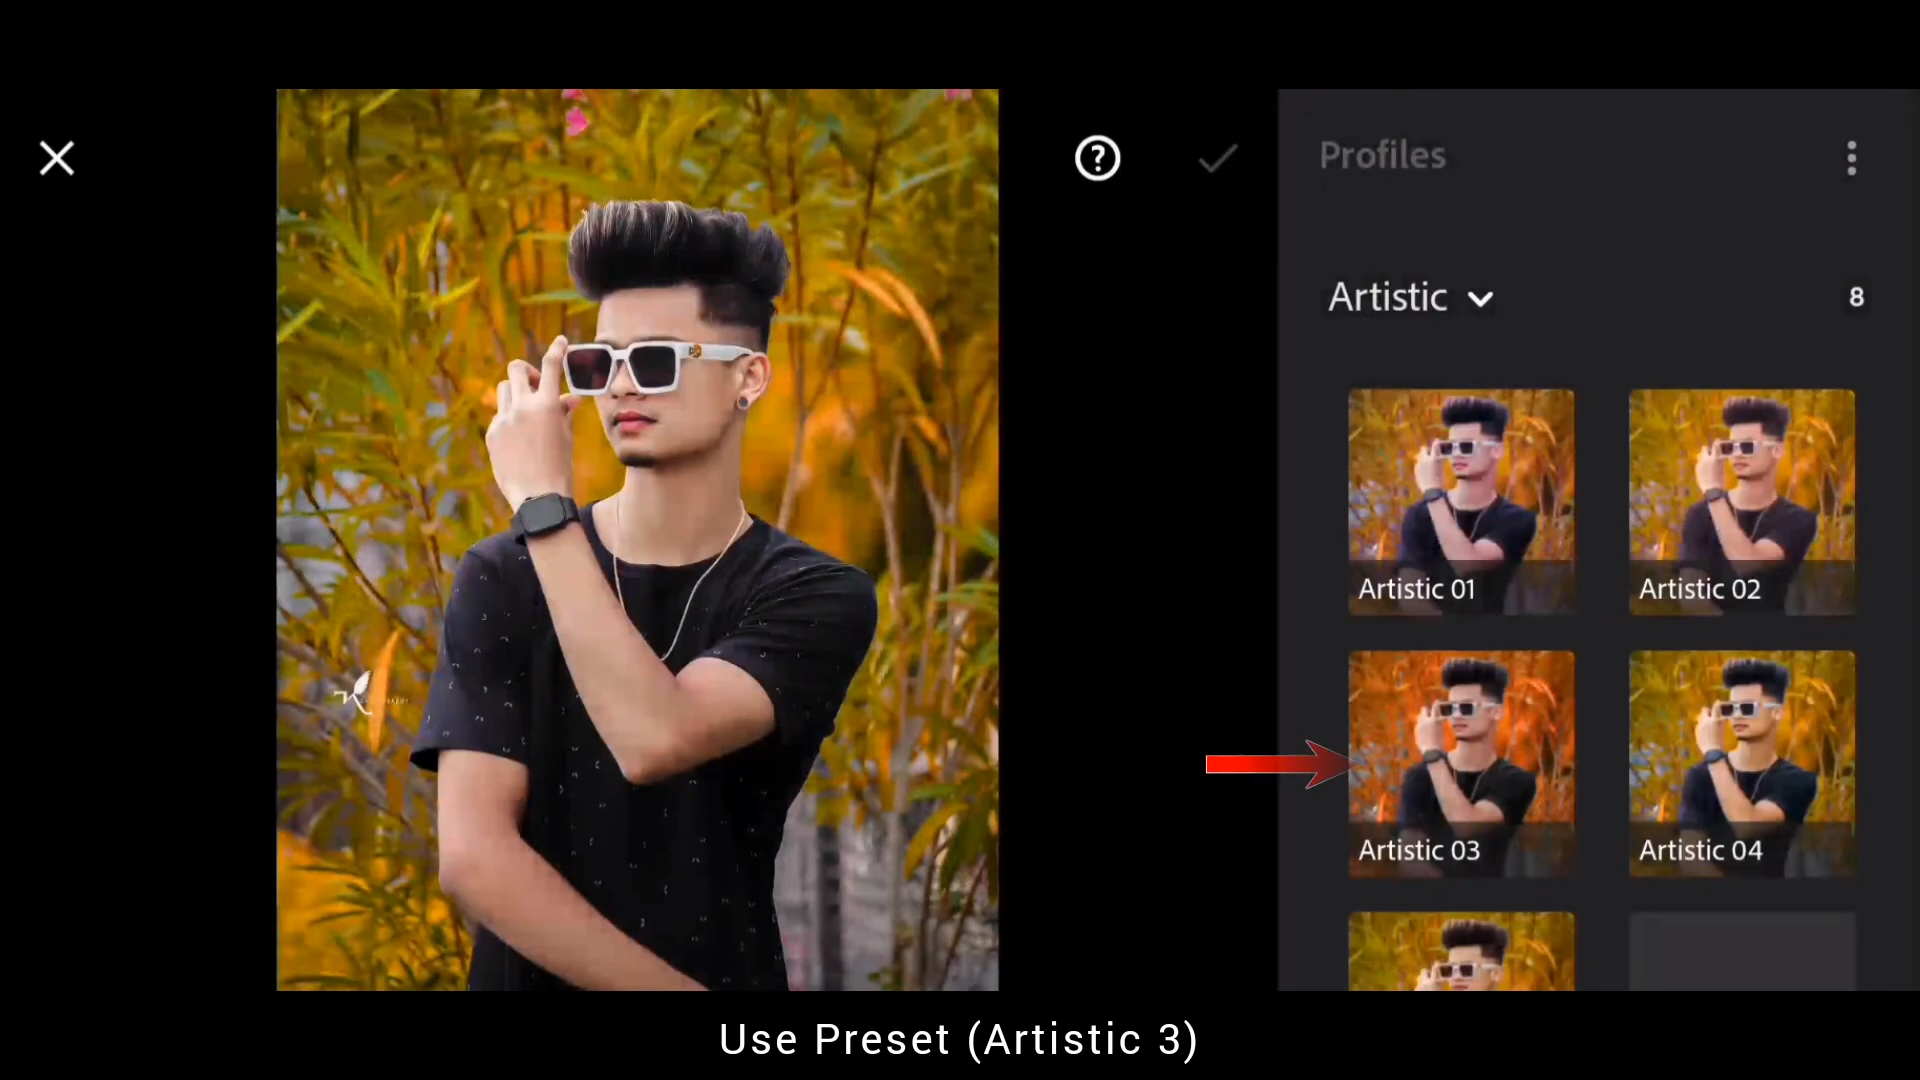 Profiles
Artistic
8
Artistic 01
Artistic 02
Artistic 03
Artistic 04
Use Preset (Artistic 3)